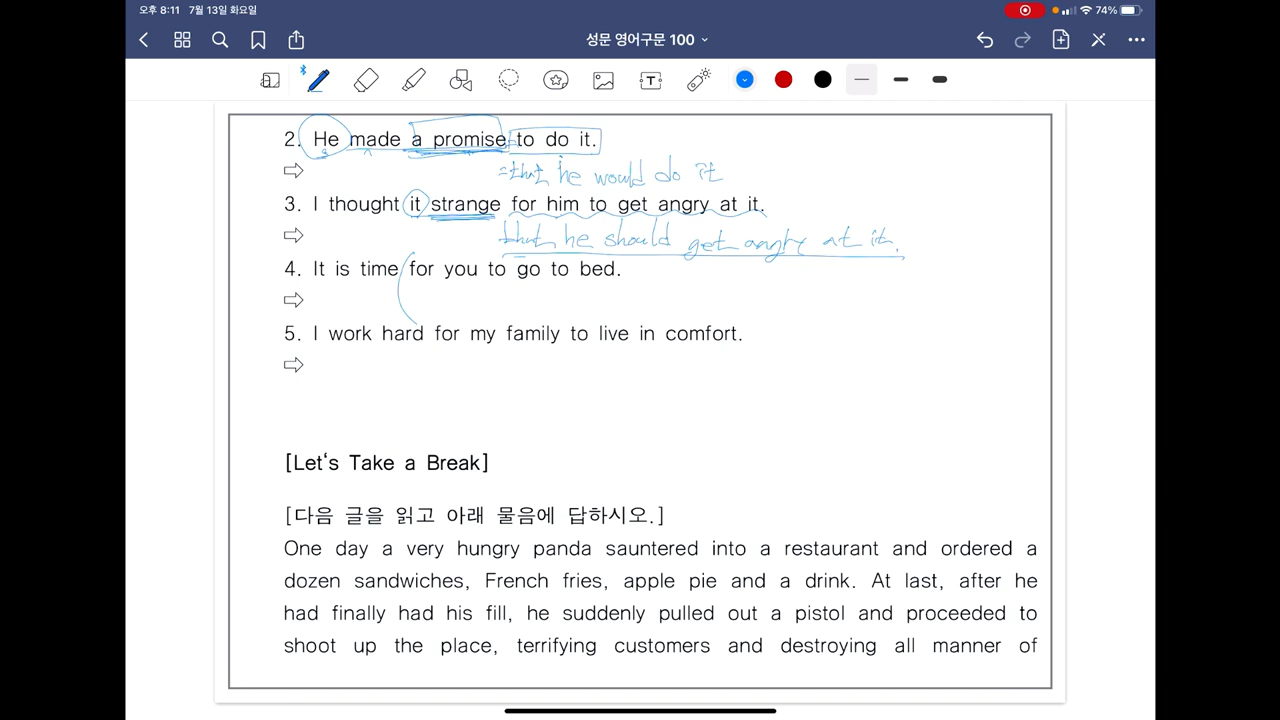 오후 8:11 7월 13일 화요일 74%
성문 영어구문 100
2. He made a promise to do it.
⇨ =that he would do it
3. I thought it strange for him to get angry at it.
⇨ that he should get angry at it.
4. It is time for you to go to bed.
⇨
5. I work hard for my family to live in comfort.
⇨
[Let's Take a Break]
[다음 글을 읽고 아래 물음에 답하시오.]
One day a very hungry panda sauntered into a restaurant and ordered a
dozen sandwiches, French fries, apple pie and a drink. At last, after he
had finally had his fill, he suddenly pulled out a pistol and proceeded to
shoot up the place, terrifying customers and destroying all manner of